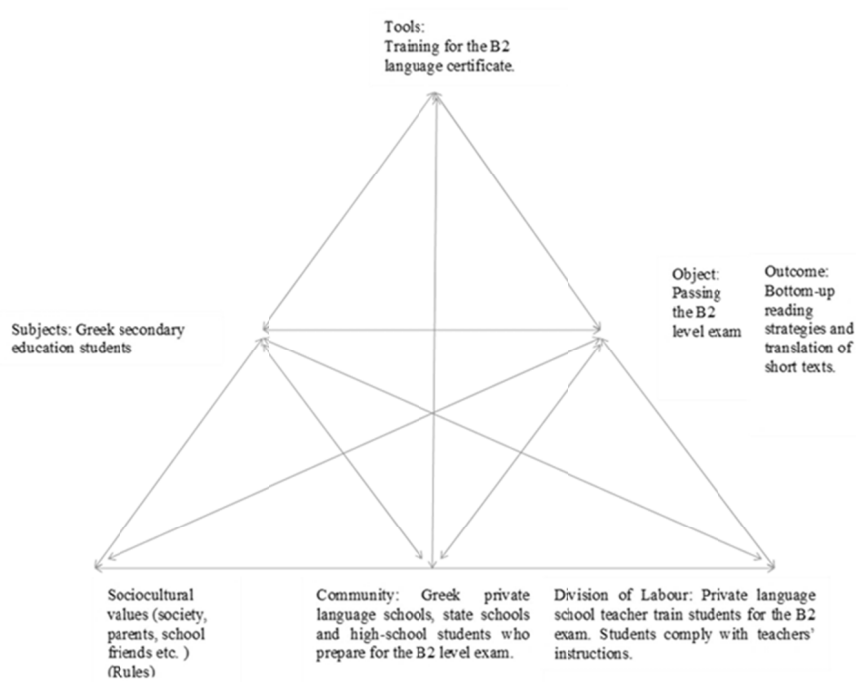 Tools:
Training for the B2
language certificate.
Subjects: Greek secondary
education students
Object:
Passing
the B2
level exam
Outcome:
Bottom-up
reading
strategies and
translation of
short texts.
Sociocultural
values (society,
parents, school
friends etc. )
(Rules)
Community: Greek private
language schools, state schools
and high-school students who
prepare for the B2 level exam.
Division of Labour: Private language
school teacher train students for the B2
exam. Students comply with teachers'
instructions.